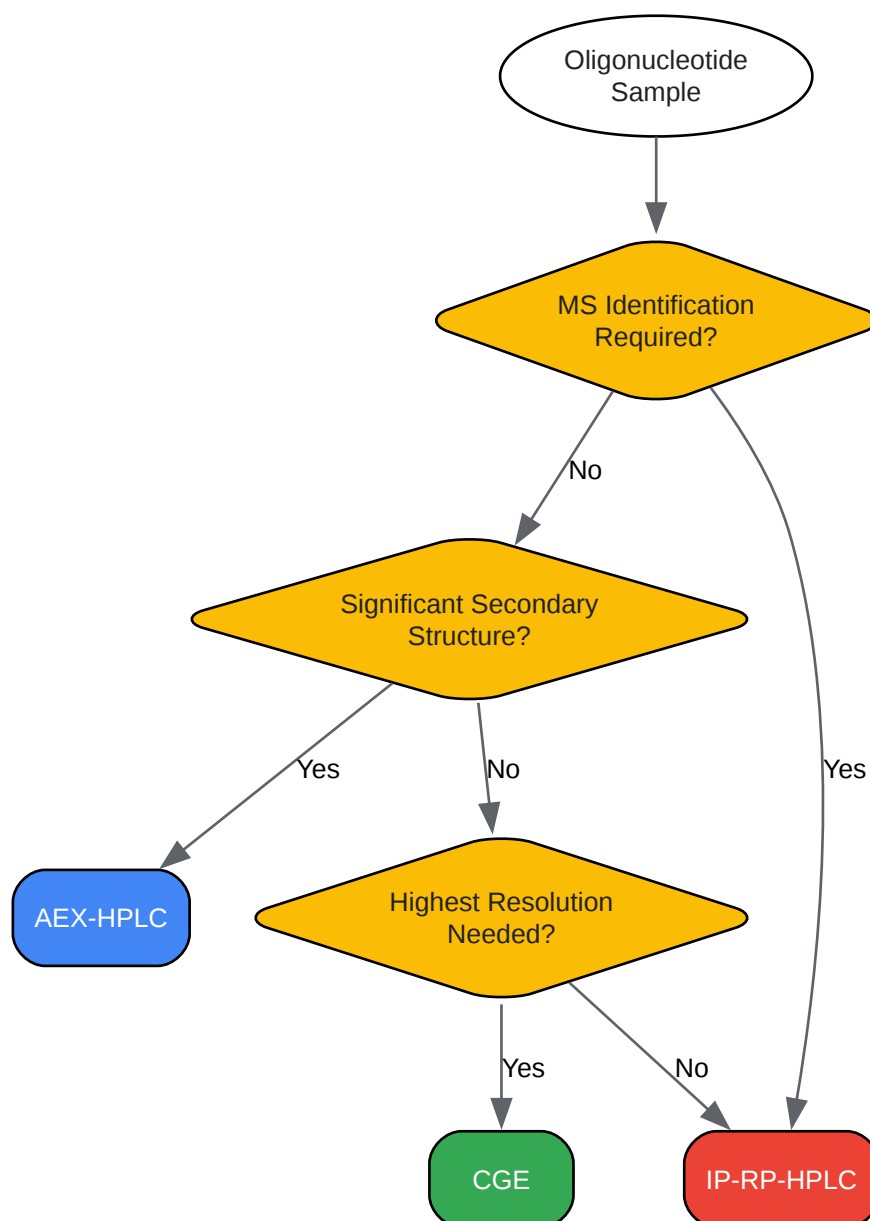 Oligonucleotide
Sample
MS Identification
Required?
No
Significant Secondary
Structure?
Yes
No
Yes
AEX-HPLC
Highest Resolution
Needed?
Yes
No
CGE
IP-RP-HPLC